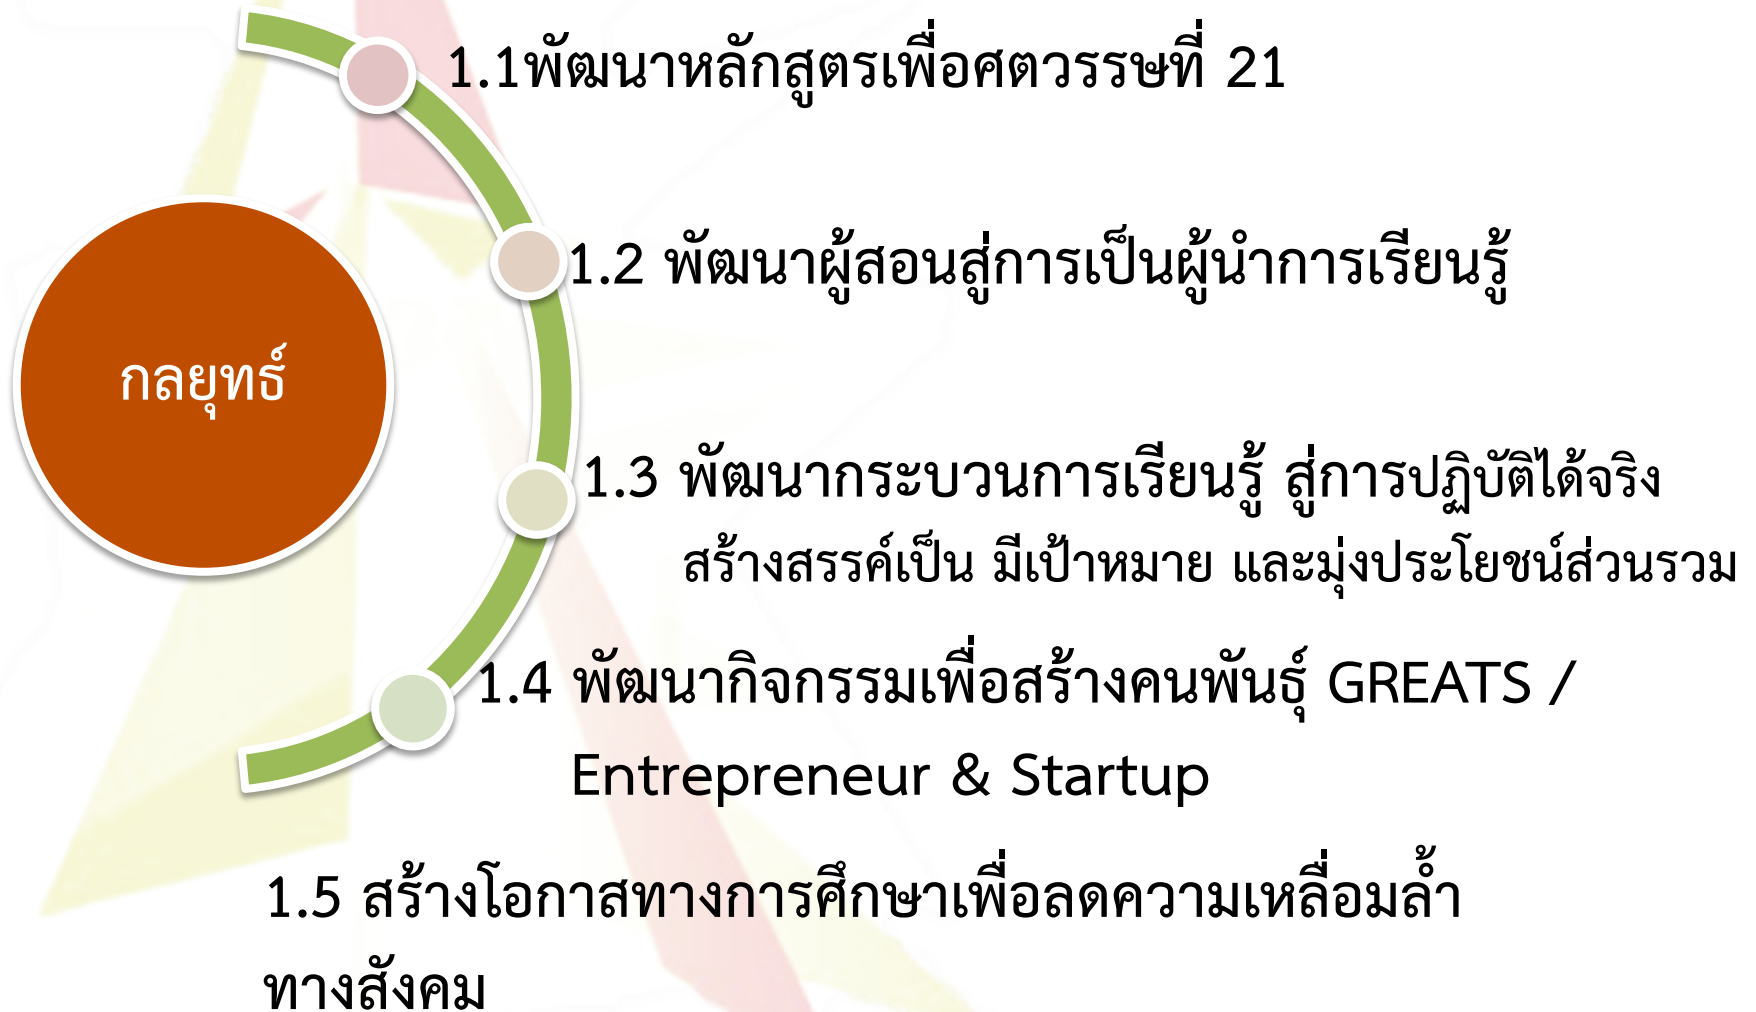 1.1พัฒนาหลักสูตรเพื่อศตวรรษที่ 21
1.2 พัฒนาผู้สอนสู่การเป็นผู้นำการเรียนรู้
กลยุทธ์
1.3 พัฒนากระบวนการเรียนรู้ สู่การปฏิบัติได้จริง
สร้างสรรค์เป็น มีเป้าหมาย และมุ่งประโยชน์ส่วนรวม
1.4 พัฒนากิจกรรมเพื่อสร้างคนพันธุ์ GREATS /
Entrepreneur & Startup
1.5 สร้างโอกาสทางการศึกษาเพื่อลดความเหลื่อมล้ำ
ทางสังคม